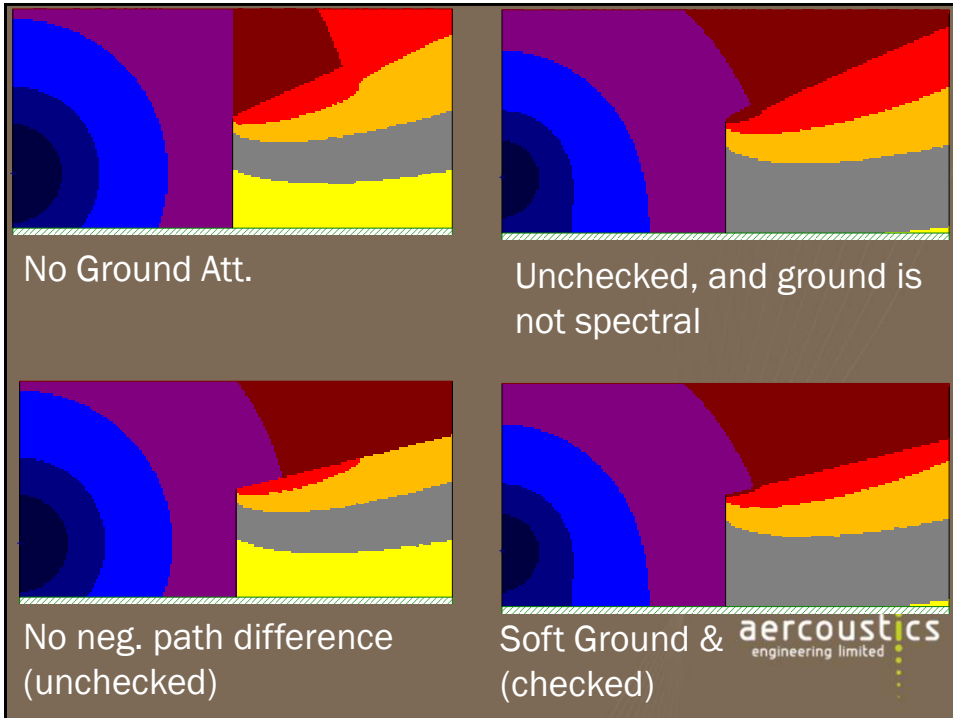 No Ground Att.
Unchecked, and ground is
not spectral
No neg. path difference
(unchecked)
Soft Ground &
(checked)
aercoustics
engineering limited